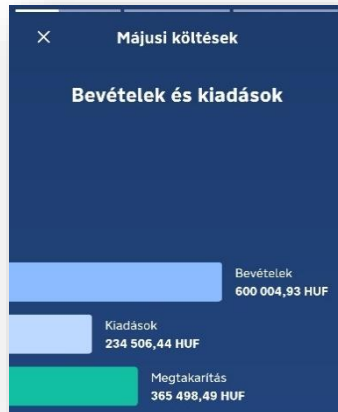 Májusi költések
Bevételek és kiadások
Bevételek
600 004,93 HUF
Kiadások
234 506,44 HUF
Megtakarítás
365 498,49 HUF